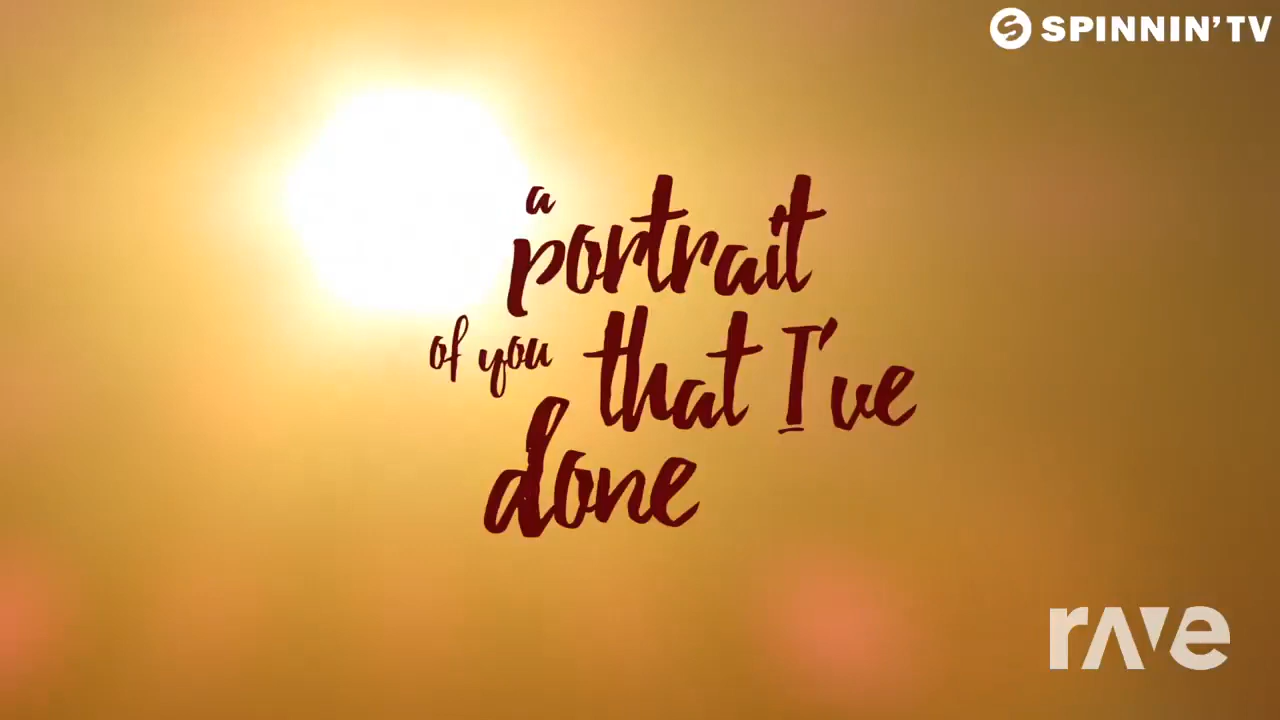 SPINNIN' TV
a
portrait
of you that I've
done
rave